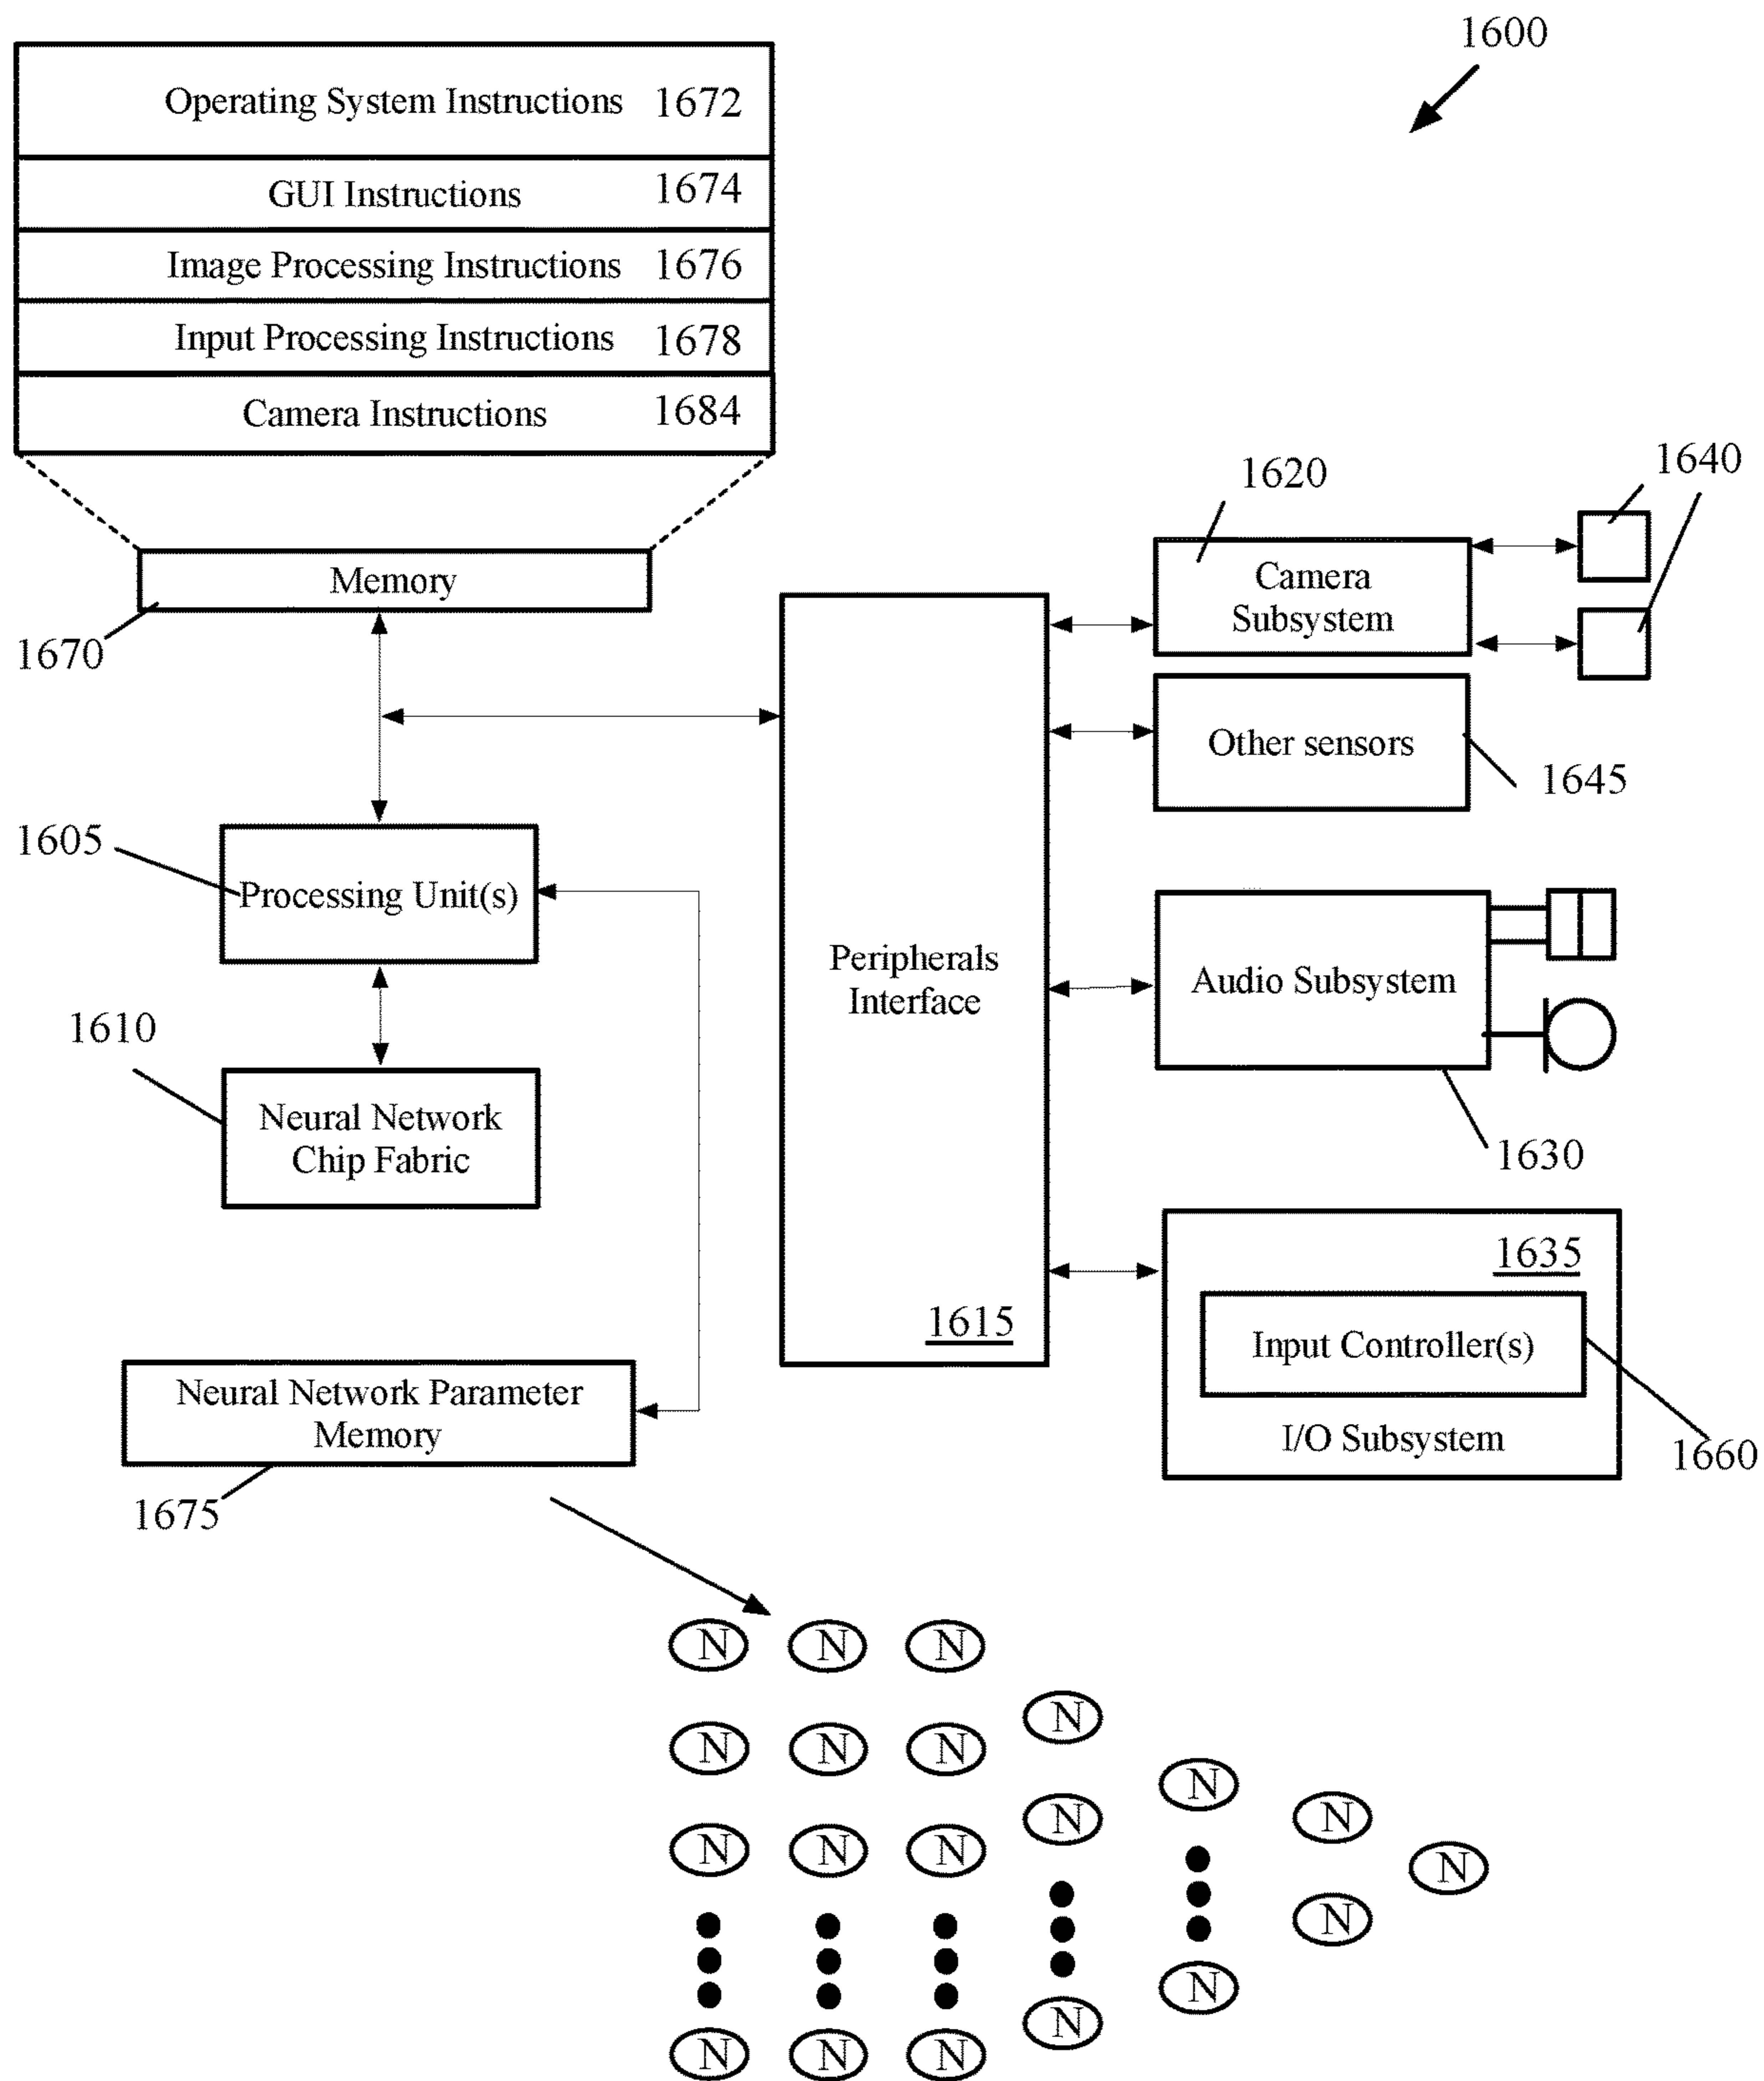 1600
Operating System Instructions 1672
GUI Instructions 1674
Image Processing Instructions 1676
Input Processing Instructions 1678
Camera Instructions 1684
Memory
1670
1620
1640
Camera
Subsystem
Other sensors
1645
1605
Processing Unit(s)
1610
Neural Network
Chip Fabric
Peripherals
Interface
1615
Audio Subsystem
1630
1635
Input Controller(s)
I/O Subsystem
1660
Neural Network Parameter
Memory
1675
N N N
N
N N N
N
N
N
N N N
N
N
N
N
N
N N N